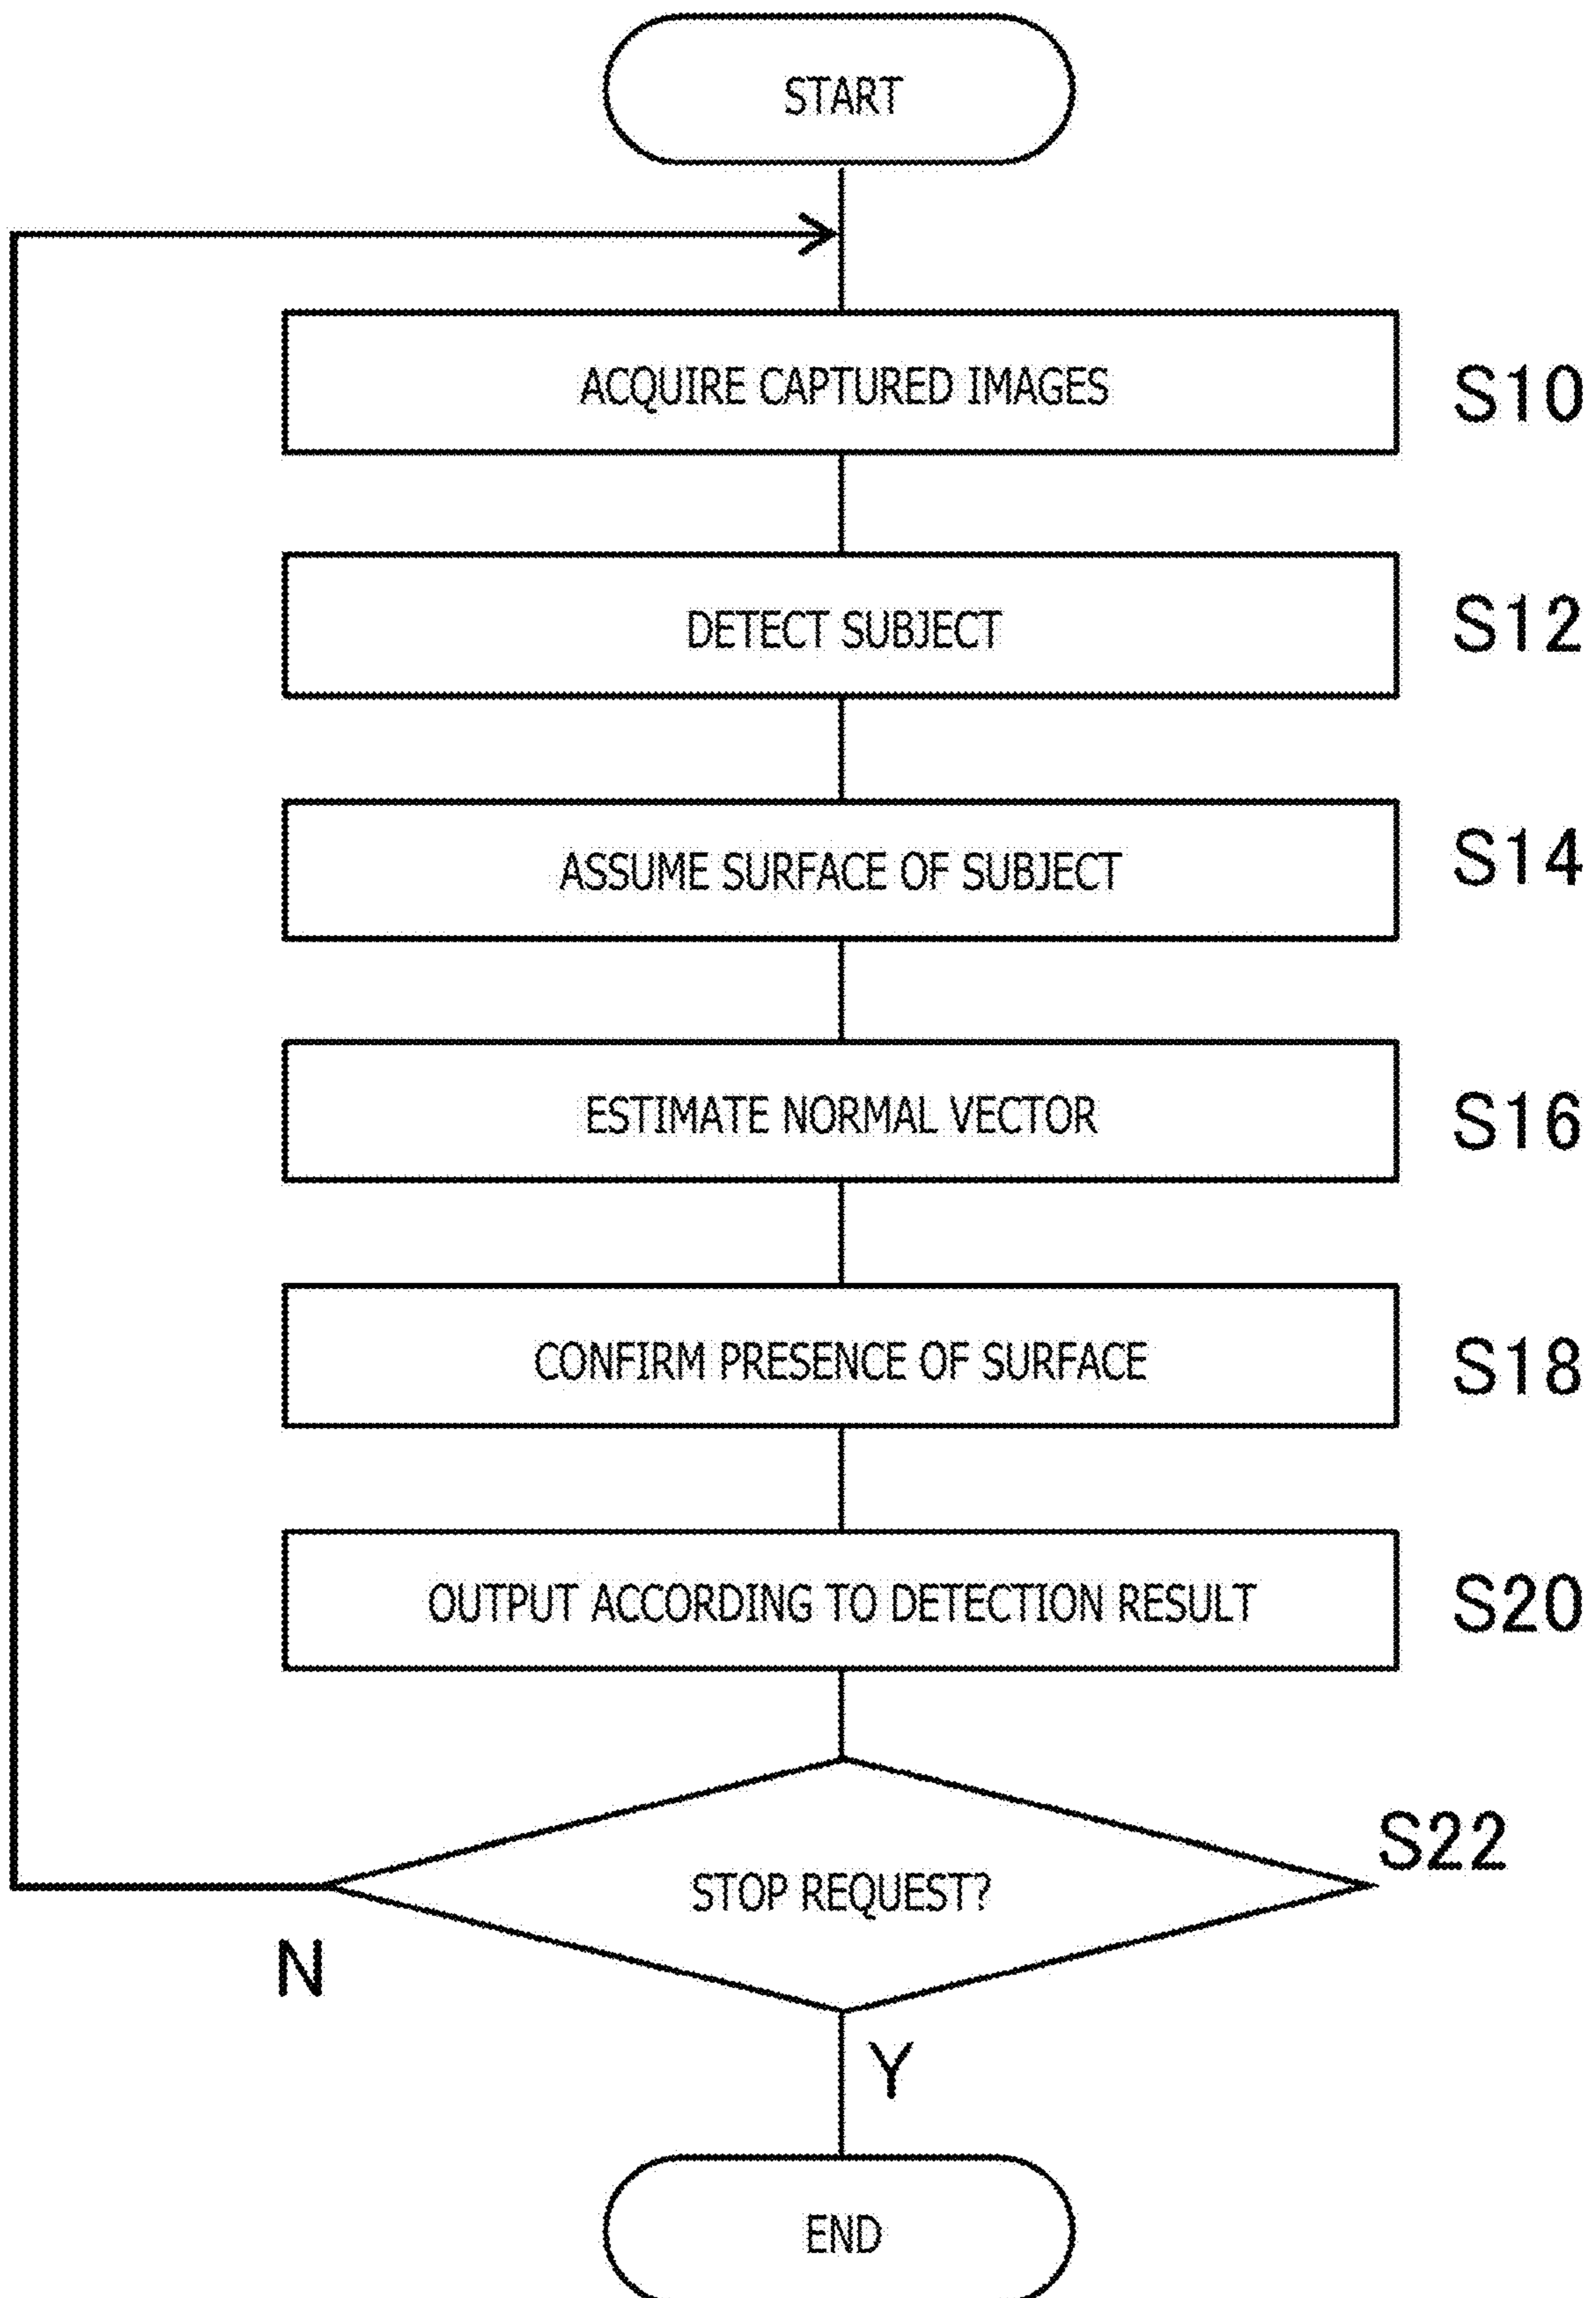 START
ACQUIRE CAPTURED IMAGES
S10
DETECT SUBJECT
S12
ASSUME SURFACE OF SUBJECT
S14
ESTIMATE NORMAL VECTOR
S16
CONFIRM PRESENCE OF SURFACE
S18
OUTPUT ACCORDING TO DETECTION RESULT
S20
S22
STOP REQUEST?
N
Y
END